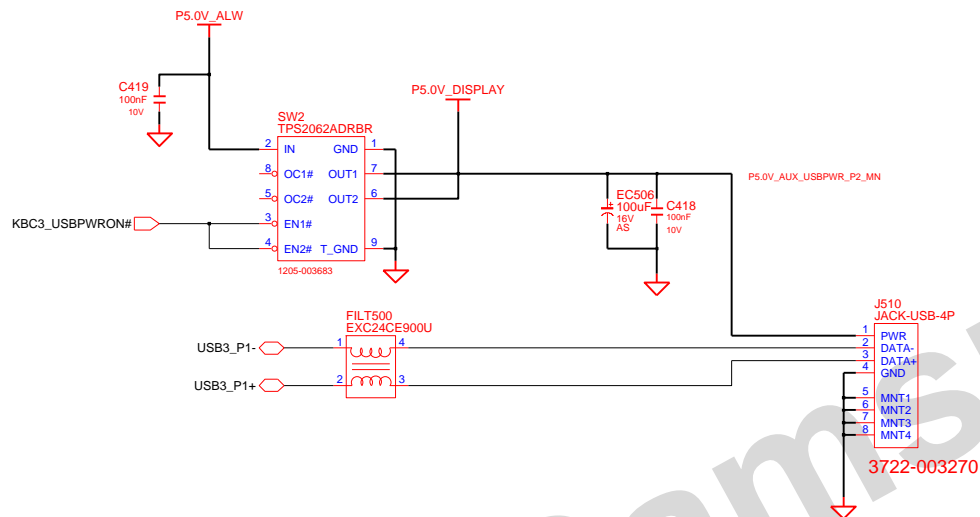 P5.0V_ALW
C419
100nF
10V
P5.0V_DISPLAY
SW2
TPS2062ADRBR
2 IN GND 1
8 OC1# OUT1 7
5 OC2# OUT2 6
3 EN1#
4 EN2# T_GND 9
1205-003683
KBC3_USBPWRON#
P5.0V_AUX_USBPWR_P2_MN
EC506
100uF
16V
AS
C418
100nF
10V
FILT500
EXC24CE900U
USB3_P1- 1 4
USB3_P1+ 2 3
J510
JACK-USB-4P
1 PWR
2 DATA-
3 DATA+
4 GND
5 MNT1
6 MNT2
7 MNT3
8 MNT4
3722-003270